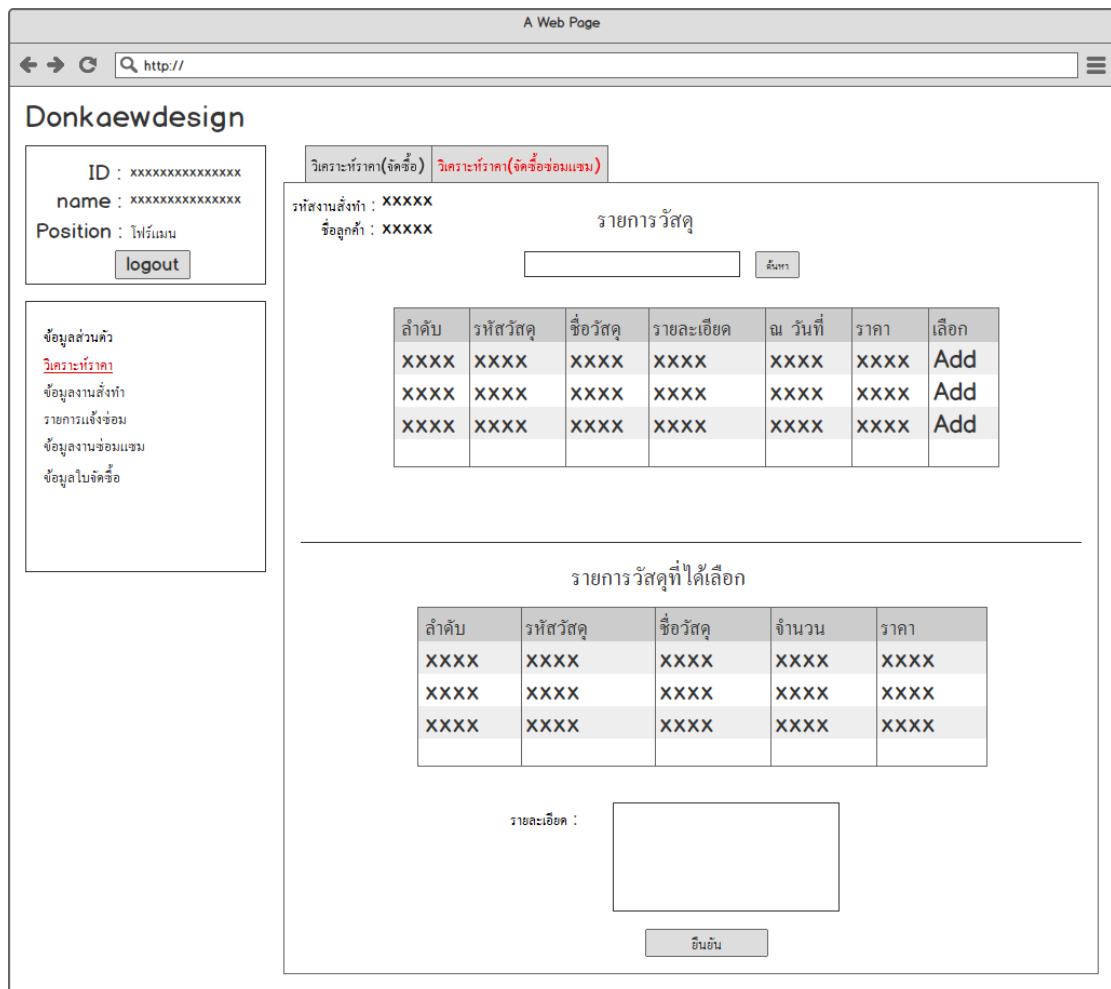 A Web Page
http://
Donkaewdesign
ID : xxxxxxxxxxxxxxx
name : xxxxxxxxxxxxxxx
Position : โฟร์แมน
logout
ข้อมูลส่วนตัว
วิเคราะห์ราคา
ข้อมูลงานสั่งทำ
รายการแจ้งซ่อม
ข้อมูลงานซ่อมแซม
ข้อมูลใบจัดซื้อ
วิเคราะห์ราคา(จัดซื้อ) วิเคราะห์ราคา(จัดซื้อซ่อมแซม)
รหัสงานสั่งทำ : xxxxx
ชื่อลูกค้า : xxxxx
รายการวัสดุ
ค้นหา
ลำดับ รหัสวัสดุ ชื่อวัสดุ รายละเอียด ณ วันที่ ราคา เลือก
xxxx xxxx xxxx xxxx xxxx xxxx Add
xxxx xxxx xxxx xxxx xxxx xxxx Add
xxxx xxxx xxxx xxxx xxxx xxxx Add
รายการวัสดุที่ได้เลือก
ลำดับ รหัสวัสดุ ชื่อวัสดุ จำนวน ราคา
xxxx xxxx xxxx xxxx xxxx
xxxx xxxx xxxx xxxx xxxx
xxxx xxxx xxxx xxxx xxxx
รายละเอียด :
ยืนยัน